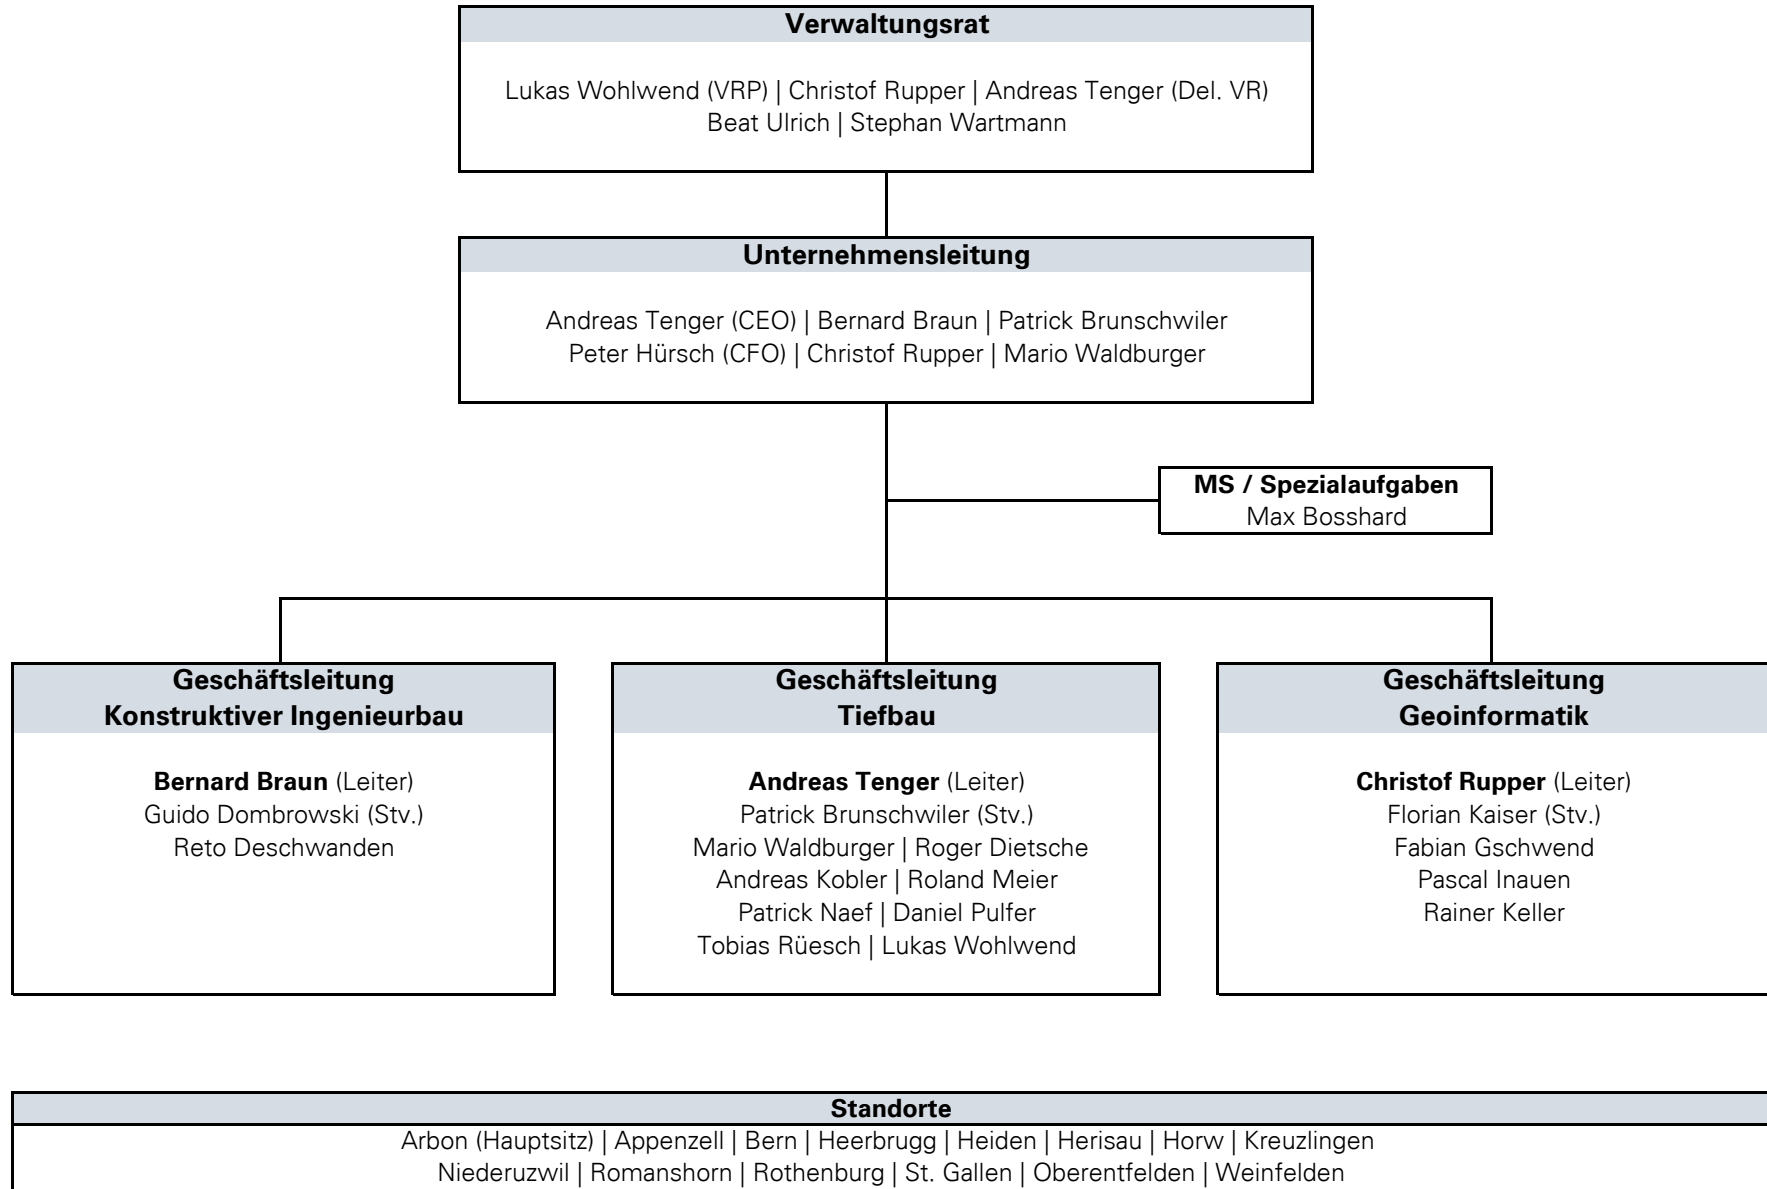 Verwaltungsrat
Lukas Wohlwend (VRP) | Christof Rupper | Andreas Tenger (Del. VR)
Beat Ulrich | Stephan Wartmann
Unternehmensleitung
Andreas Tenger (CEO) | Bernard Braun | Patrick Brunschwiler
Peter Hürsch (CFO) | Christof Rupper | Mario Waldburger
MS / Spezialaufgaben
Max Bosshard
Geschäftsleitung
Konstruktiver Ingenieurbau
Bernard Braun (Leiter)
Guido Dombrowski (Stv.)
Reto Deschwanden
Geschäftsleitung
Tiefbau
Andreas Tenger (Leiter)
Patrick Brunschwiler (Stv.)
Mario Waldburger | Roger Dietsche
Andreas Kobler | Roland Meier
Patrick Naef | Daniel Pulfer
Tobias Rüesch | Lukas Wohlwend
Geschäftsleitung
Geoinformatik
Christof Rupper (Leiter)
Florian Kaiser (Stv.)
Fabian Gschwend
Pascal Inauen
Rainer Keller
Standorte
Arbon (Hauptsitz) | Appenzell | Bern | Heerbrugg | Heiden | Herisau | Horw | Kreuzlingen
Niederuzwil | Romanshorn | Rothenburg | St. Gallen | Oberentfelden | Weinfelden